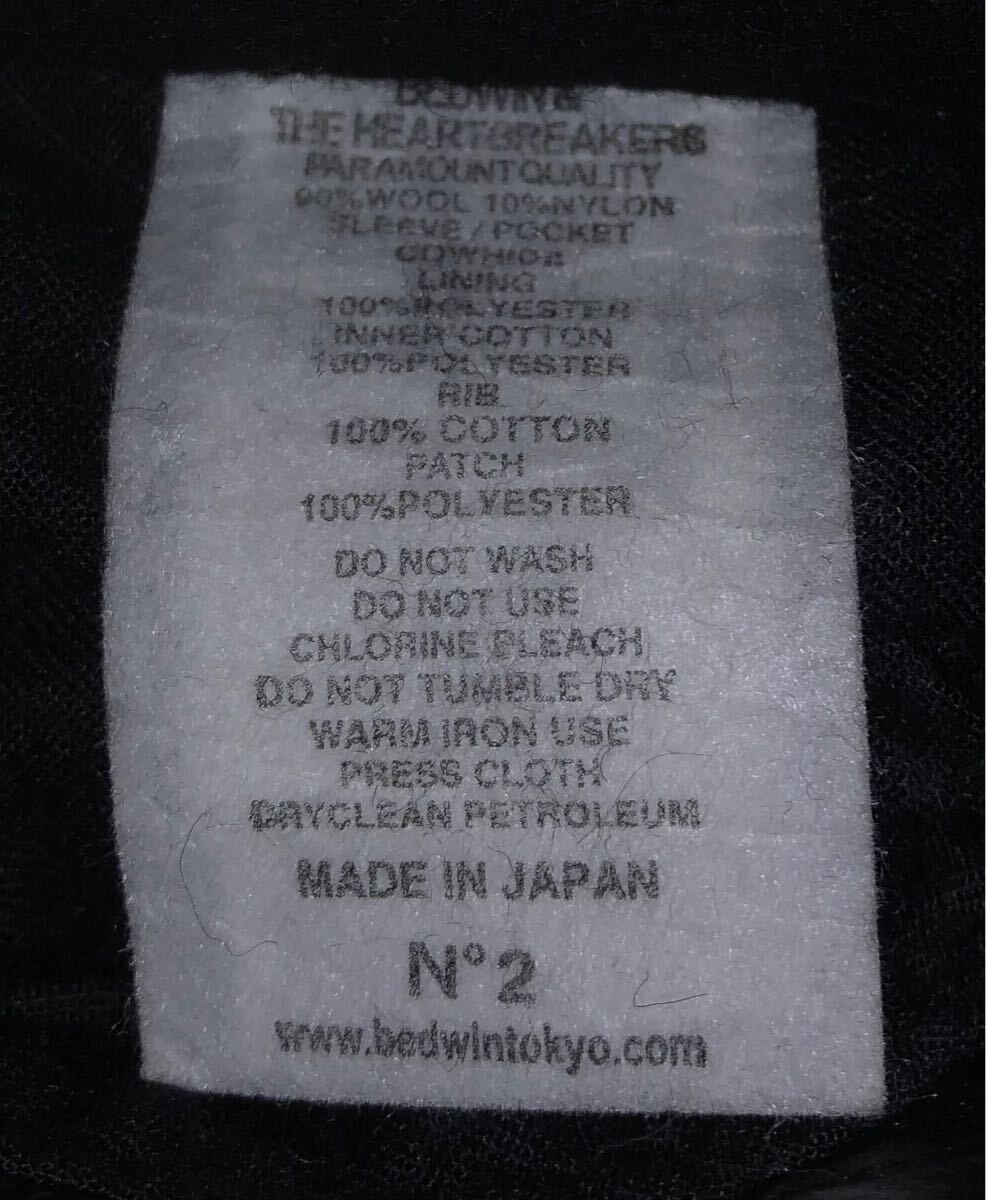 BEDWIN &
THE HEARTBREAKERS
PARAMOUNT QUALITY
90%WOOL 10%NYLON
SLEEVE / POCKET
COWHIDE
LINING
100%POLYESTER
INNER COTTON
100%POLYESTER
RIB
100% COTTON
PATCH
100%POLYESTER
DO NOT WASH
DO NOT USE
CHLORINE BLEACH
DO NOT TUMBLE DRY
WARM IRON USE
PRESS CLOTH
DRYCLEAN PETROLEUM
MADE IN JAPAN
N°2
www.bedwintokyo.com